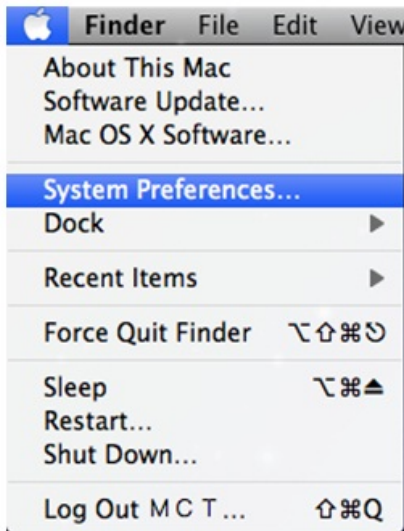 Finder File Edit View
About This Mac
Software Update...
Mac OS X Software...
System Preferences...
Dock
Recent Items
Force Quit Finder ⌥⇧⌘⎋
Sleep ⌥⌘⏏
Restart...
Shut Down...
Log Out M C T... ⇧⌘Q